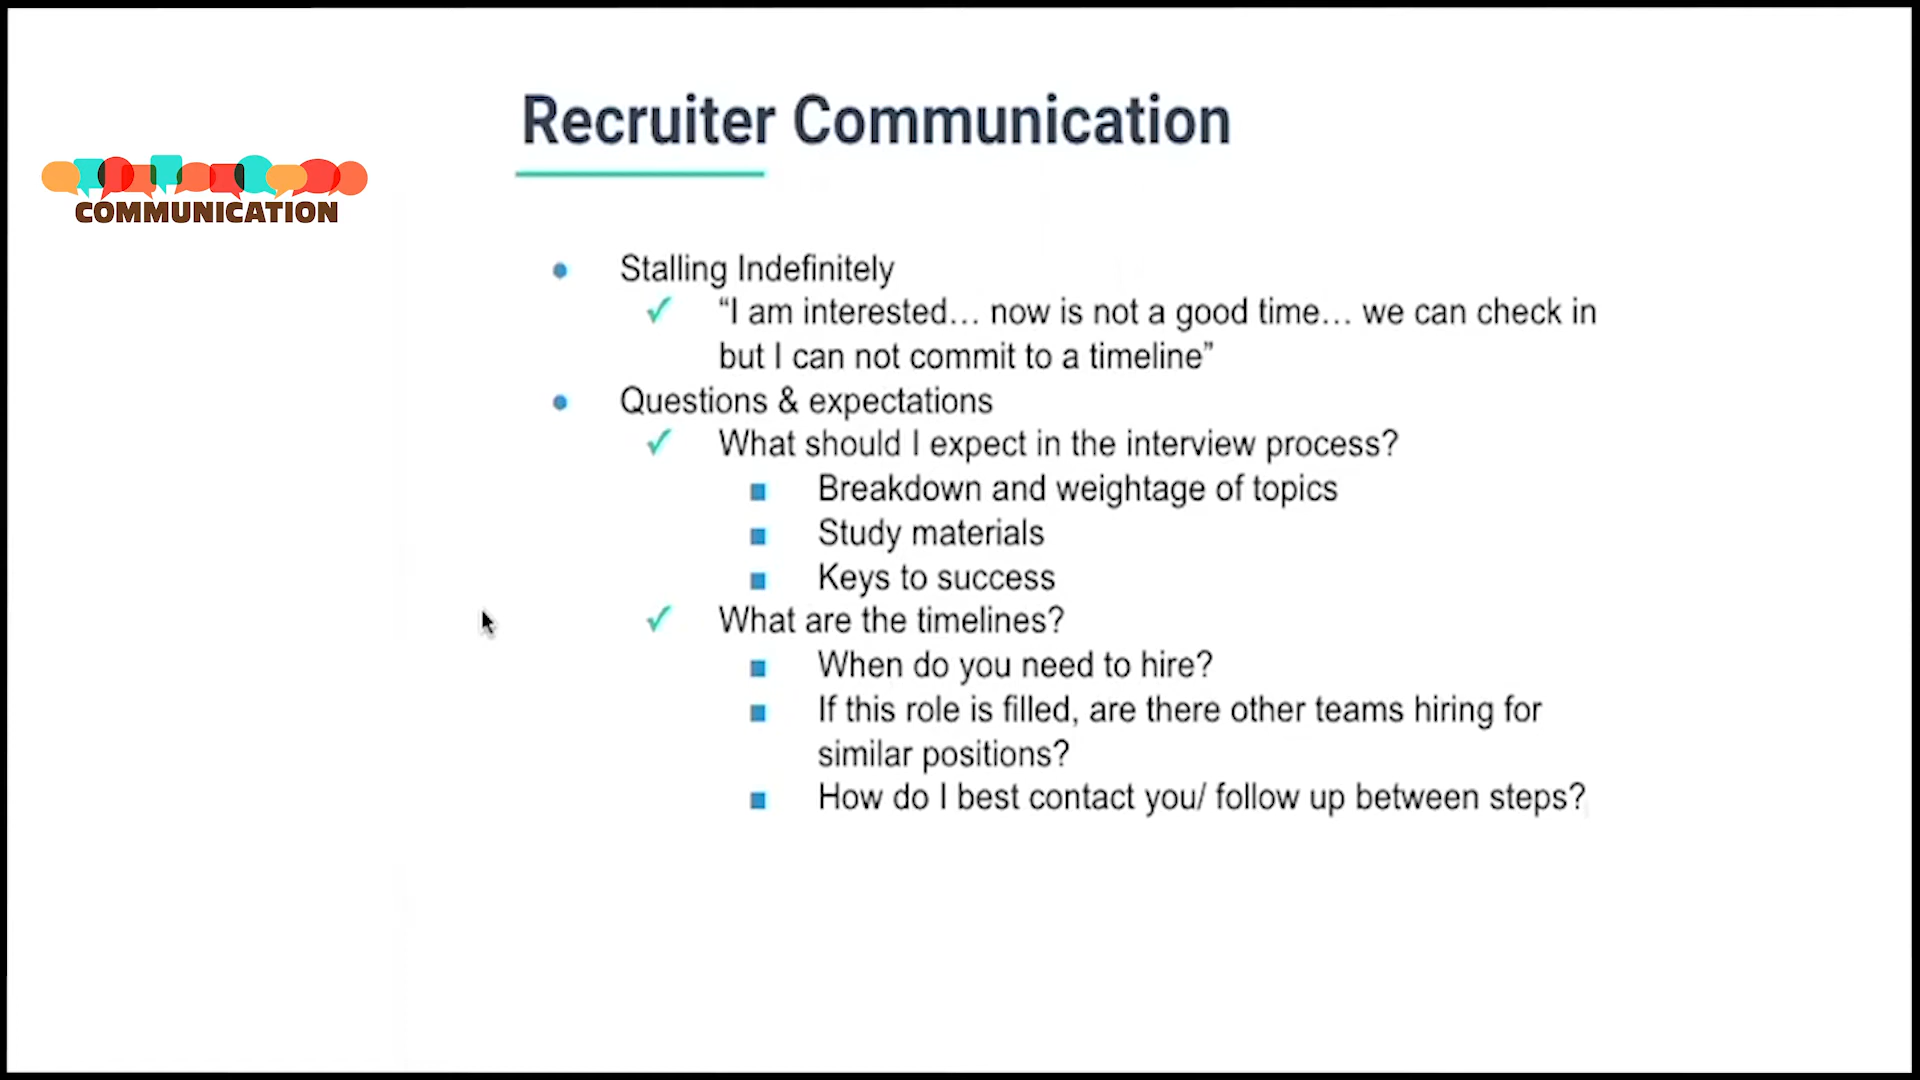 Recruiter Communication
COMMUNICATION
Stalling Indefinitely
“I am interested… now is not a good time… we can check in
but I can not commit to a timeline”
Questions & expectations
What should I expect in the interview process?
Breakdown and weightage of topics
Study materials
Keys to success
What are the timelines?
When do you need to hire?
If this role is filled, are there other teams hiring for
similar positions?
How do I best contact you/ follow up between steps?